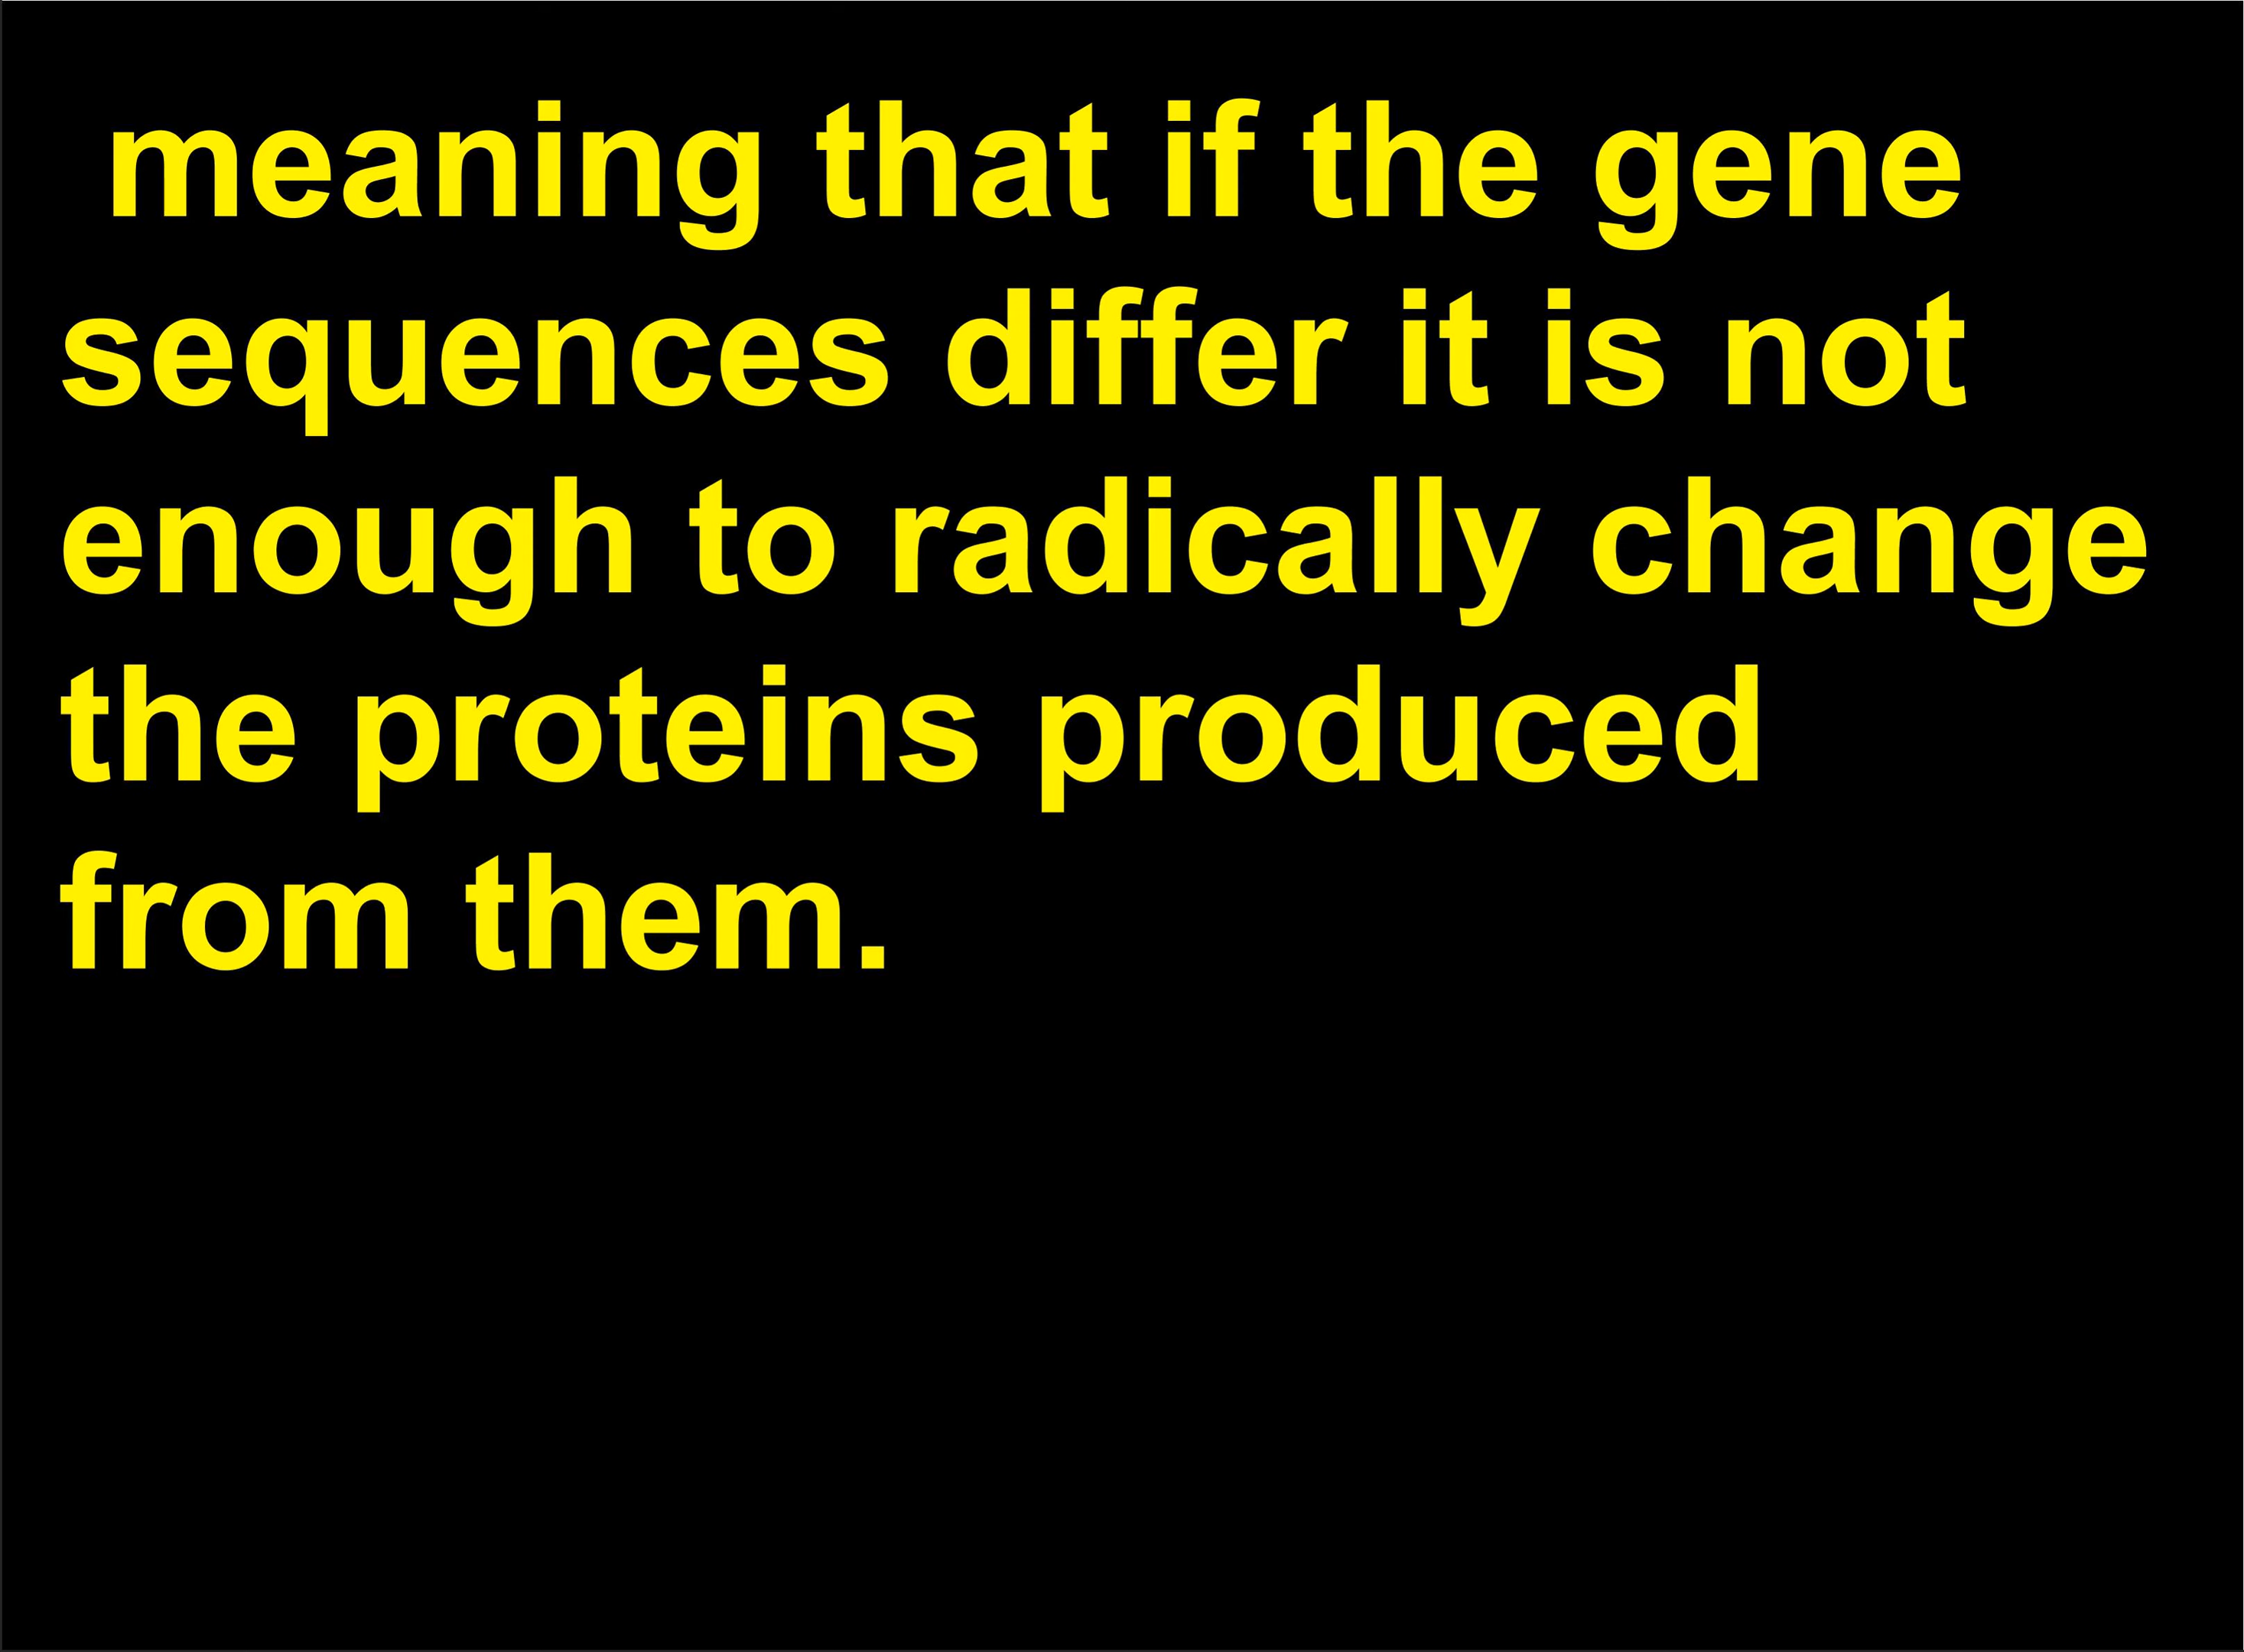 meaning that if the gene
sequences differ it is not
enough to radically change
the proteins produced
from them.